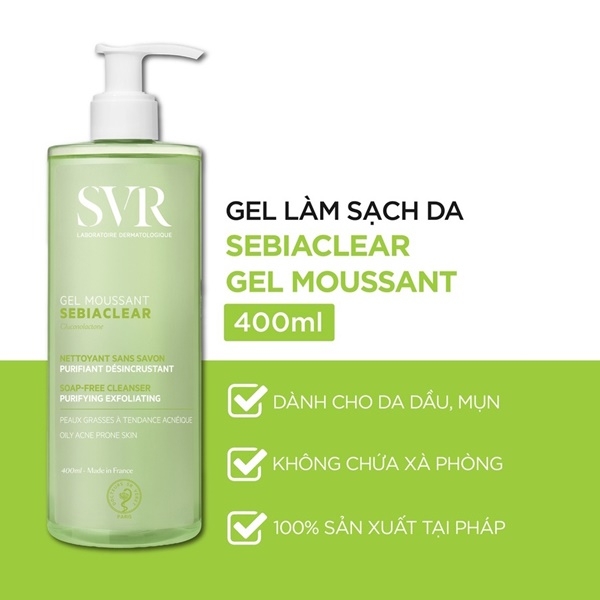 SVR
LABORATOIRE DERMATOLOGIQUE
GEL MOUSSANT
SEBIACLEAR
NETTOYANT SANS SAVON
PURIFIANT DÉSINCRUSTANT
SOAP-FREE CLEANSER
PURIFYING EXFOLIATING
PEAUX GRASSES À TENDANCE ACNÉIQUE
OILY ACNE PRONE SKIN
400ml - Made in France
GEL LÀM SẠCH DA
SEBIACLEAR
GEL MOUSSANT
400ml
DÀNH CHO DA DẦU, MỤN
KHÔNG CHỨA XÀ PHÒNG
100% SẢN XUẤT TẠI PHÁP